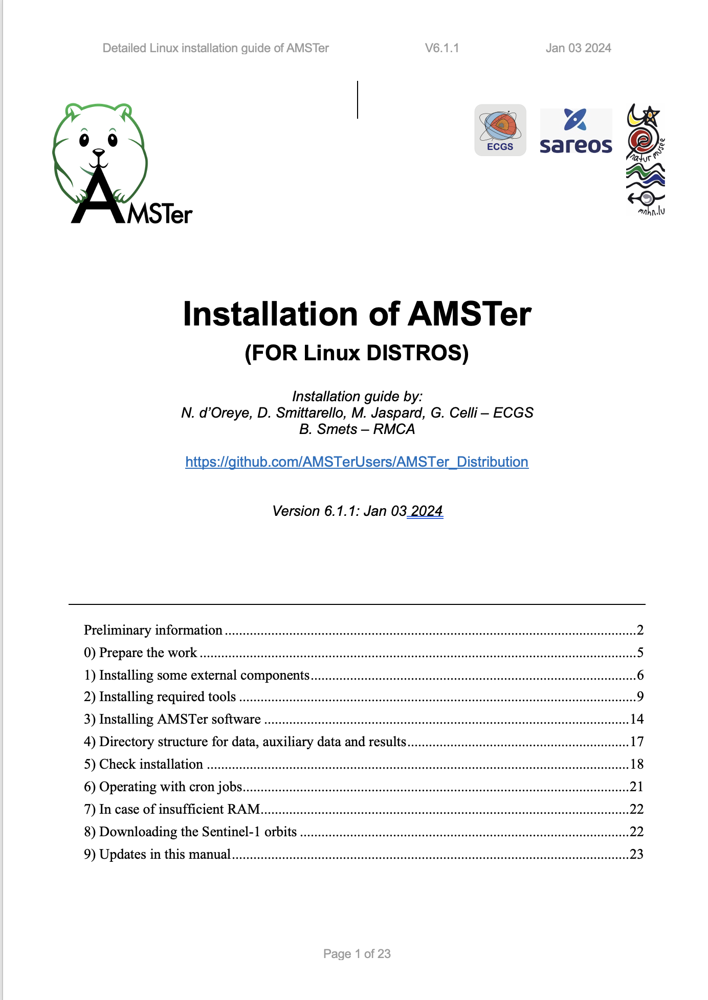 Detailed Linux installation guide of AMSTer V6.1.1 Jan 03 2024
AMSTer
ECGS
sareos
natur musée
mnhn.lu
Installation of AMSTer
(FOR Linux DISTROS)
Installation guide by:
N. d’Oreye, D. Smittarello, M. Jaspard, G. Celli – ECGS
B. Smets – RMCA
https://github.com/AMSTerUsers/AMSTer_Distribution
Version 6.1.1: Jan 03 2024
Preliminary information 2
0) Prepare the work 5
1) Installing some external components 6
2) Installing required tools 9
3) Installing AMSTer software 14
4) Directory structure for data, auxiliary data and results 17
5) Check installation 18
6) Operating with cron jobs 21
7) In case of insufficient RAM 22
8) Downloading the Sentinel-1 orbits 22
9) Updates in this manual 23
Page 1 of 23